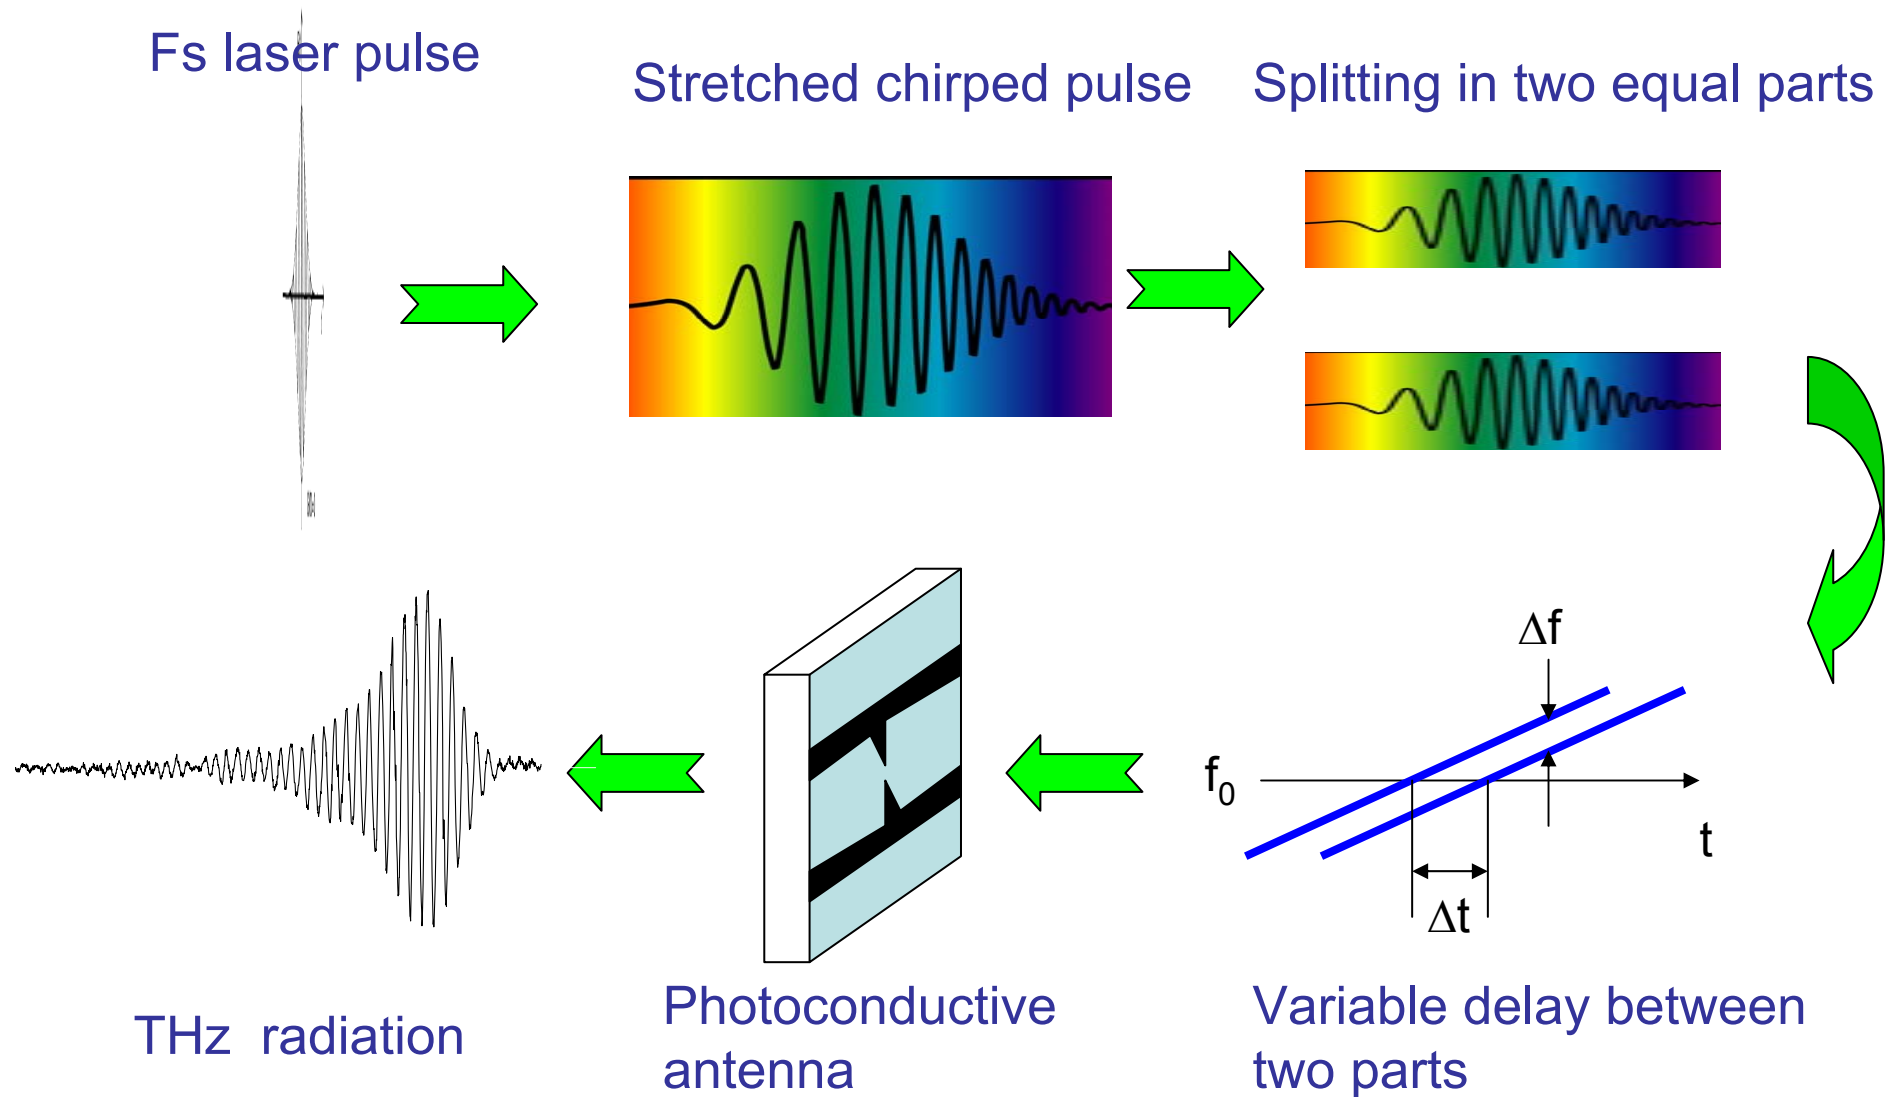 Fs laser pulse
Stretched chirped pulse
Splitting in two equal parts
Δf
f0
t
Δt
THz radiation
Photoconductive
antenna
Variable delay between
two parts